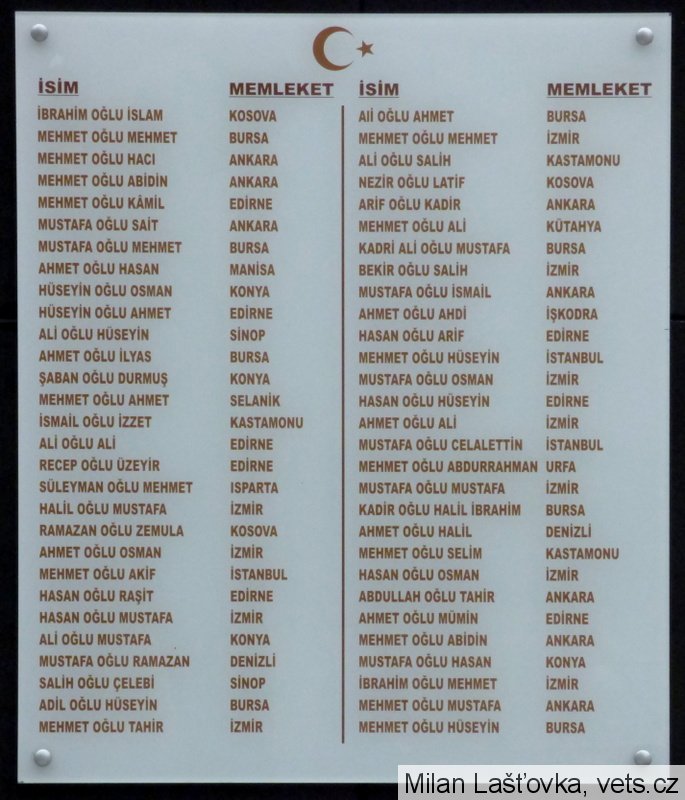 İSİM MEMLEKET
İBRAHİM OĞLU İSLAM KOSOVA
MEHMET OĞLU MEHMET BURSA
MEHMET OĞLU HACI ANKARA
MEHMET OĞLU ABİDİN ANKARA
MEHMET OĞLU KÂMİL EDİRNE
MUSTAFA OĞLU SAİT ANKARA
MUSTAFA OĞLU MEHMET BURSA
AHMET OĞLU HASAN MANİSA
HÜSEYİN OĞLU OSMAN KONYA
HÜSEYİN OĞLU AHMET EDİRNE
ALİ OĞLU HÜSEYİN SİNOP
AHMET OĞLU İLYAS BURSA
ŞABAN OĞLU DURMUŞ KONYA
MEHMET OĞLU AHMET SELANİK
İSMAİL OĞLU İZZET KASTAMONU
ALİ OĞLU ALİ EDİRNE
RECEP OĞLU ÜZEYİR EDİRNE
SÜLEYMAN OĞLU MEHMET ISPARTA
HALİL OĞLU MUSTAFA İZMİR
RAMAZAN OĞLU ZEMULA KOSOVA
AHMET OĞLU OSMAN İZMİR
MEHMET OĞLU AKİF İSTANBUL
HASAN OĞLU RAŞİT EDİRNE
HASAN OĞLU MUSTAFA İZMİR
ALİ OĞLU MUSTAFA KONYA
MUSTAFA OĞLU RAMAZAN DENİZLİ
SALİH OĞLU ÇELEBİ SİNOP
ADİL OĞLU HÜSEYİN BURSA
MEHMET OĞLU TAHİR İZMİR
İSİM MEMLEKET
Alİ OĞLU AHMET BURSA
MEHMET OĞLU MEHMET İZMİR
ALİ OĞLU SALİH KASTAMONU
NEZİR OĞLU LATİF KOSOVA
ARİF OĞLU KADİR ANKARA
MEHMET OĞLU ALİ KÜTAHYA
KADRİ ALİ OĞLU MUSTAFA BURSA
BEKİR OĞLU SALİH İZMİR
MUSTAFA OĞLU İSMAİL ANKARA
AHMET OĞLU AHDİ İŞKODRA
HASAN OĞLU ARİF EDİRNE
MEHMET OĞLU HÜSEYİN İSTANBUL
MUSTAFA OĞLU OSMAN İZMİR
HASAN OĞLU HÜSEYİN EDİRNE
AHMET OĞLU ALİ İZMİR
MUSTAFA OĞLU CELALETTİN İSTANBUL
MEHMET OĞLU ABDURRAHMAN URFA
MUSTAFA OĞLU MUSTAFA İZMİR
KADİR OĞLU HALİL İBRAHİM BURSA
AHMET OĞLU HALİL DENİZLİ
MEHMET OĞLU SELİM KASTAMONU
HASAN OĞLU OSMAN İZMİR
ABDULLAH OĞLU TAHİR ANKARA
AHMET OĞLU MÜMİN EDİRNE
MEHMET OĞLU ABİDİN ANKARA
MUSTAFA OĞLU HASAN KONYA
İBRAHİM OĞLU MEHMET İZMİR
MEHMET OĞLU MUSTAFA ANKARA
MEHMET OĞLU HÜSEYİN BURSA
Milan Lašťovka, vets.cz